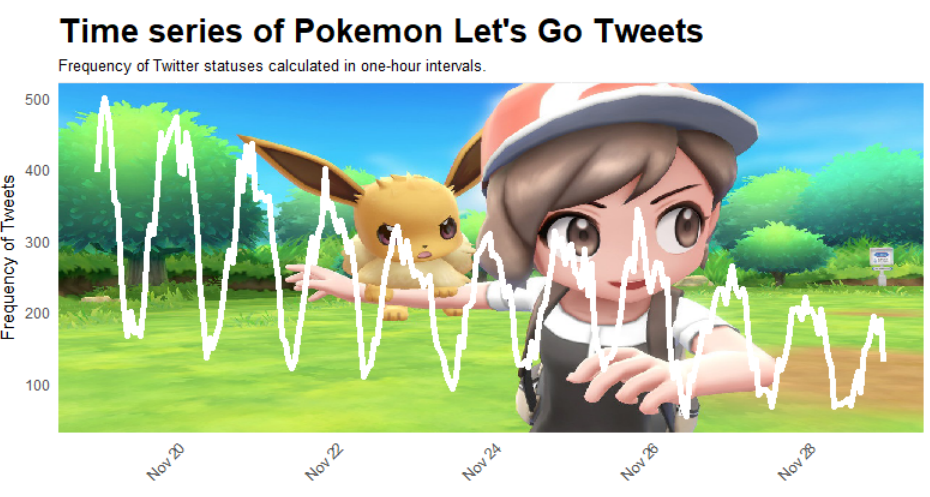 Time series of Pokemon Let's Go Tweets
Frequency of Twitter statuses calculated in one-hour intervals.
Frequency of Tweets
500
400
300
200
100
Nov 20
Nov 22
Nov 24
Nov 26
Nov 28